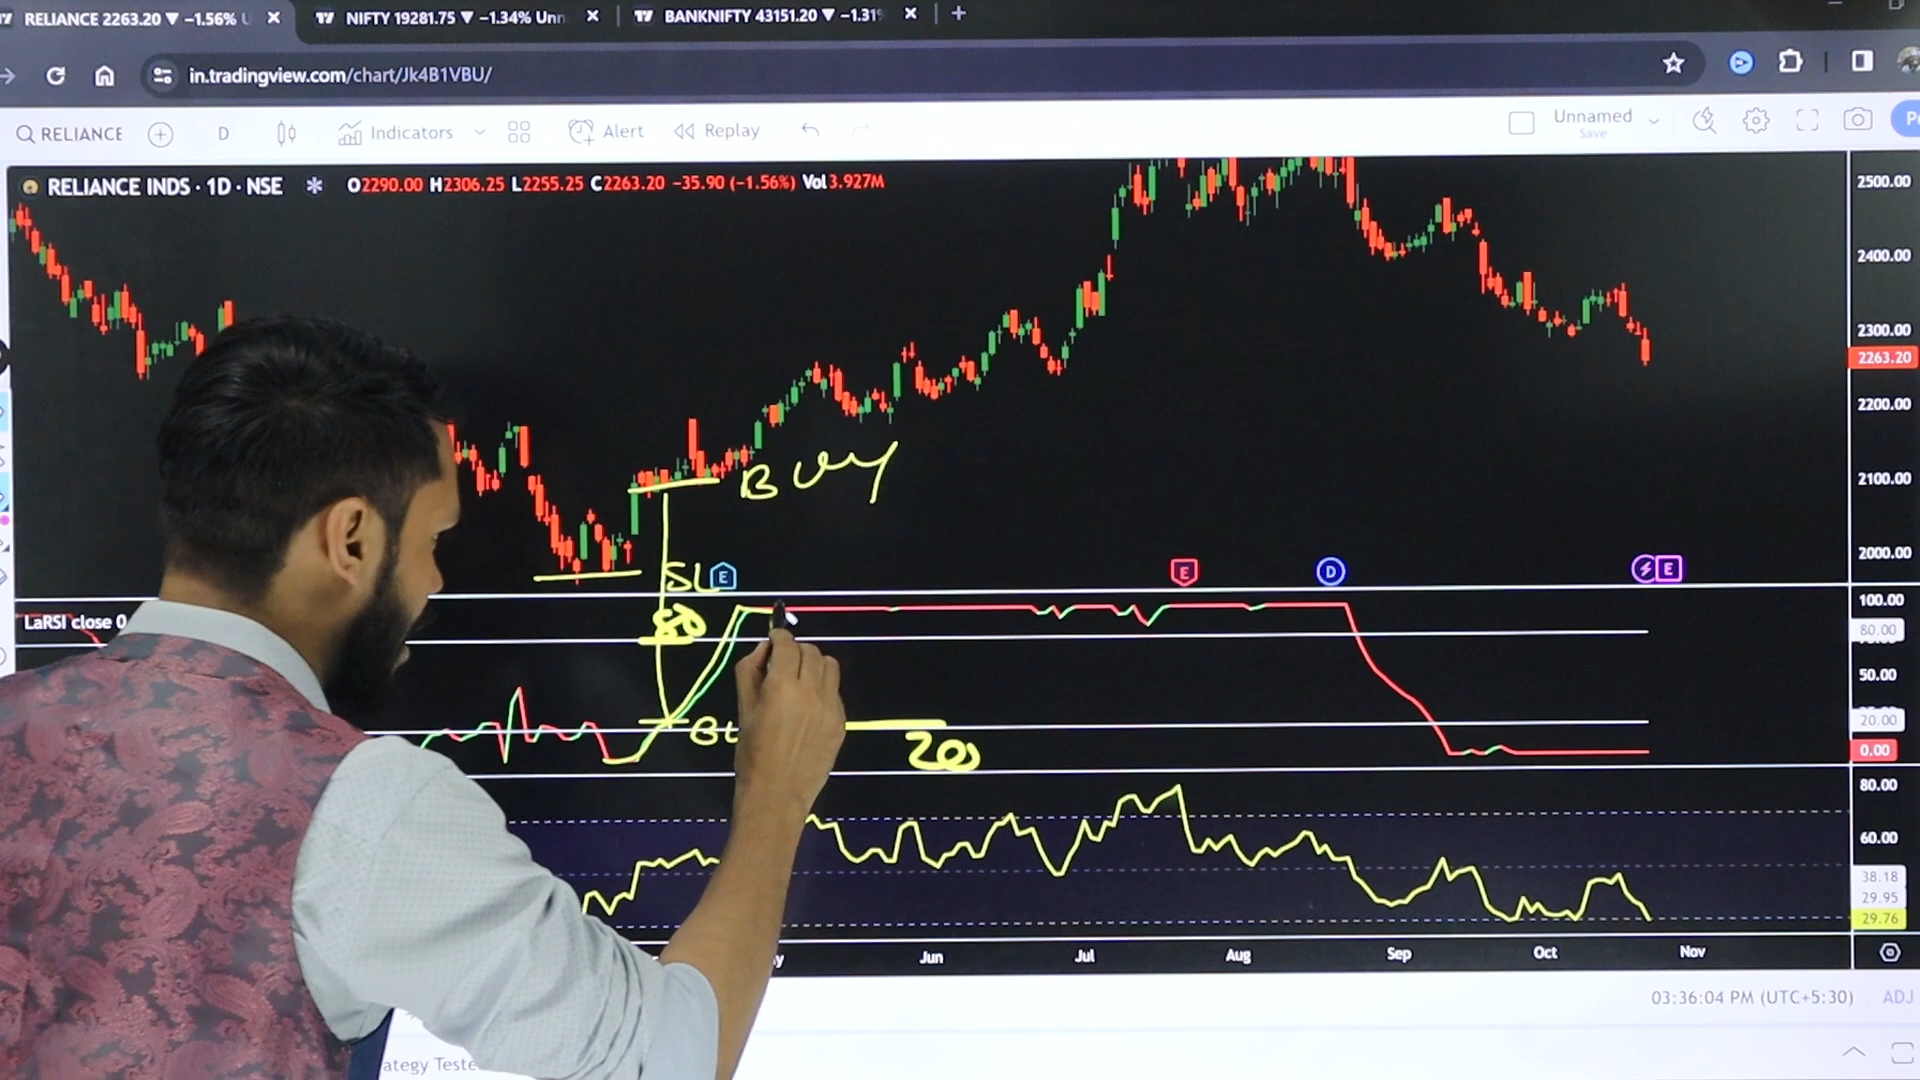 RELIANCE 2263.20 ▼ −1.56% U
NIFTY 19281.75 ▼ −1.34% Unn
BANKNIFTY 43151.20 ▼ −1.31%
in.tradingview.com/chart/Jk4B1VBU/
RELIANCE
D
Indicators
Alert
Replay
Unnamed
Save
RELIANCE INDS · 1D · NSE
O2290.00 H2306.25 L2255.25 C2263.20 −35.90 (−1.56%) Vol3.927M
2500.00
2400.00
2300.00
2263.20
2200.00
2100.00
2000.00
BUY
SL
E
E
D
E
80
LaRSI close 0
100.00
80.00
50.00
20.00
0.00
200
80.00
60.00
38.18
29.95
29.76
Jun
Jul
Aug
Sep
Oct
Nov
03:36:04 PM (UTC+5:30)
ADJ